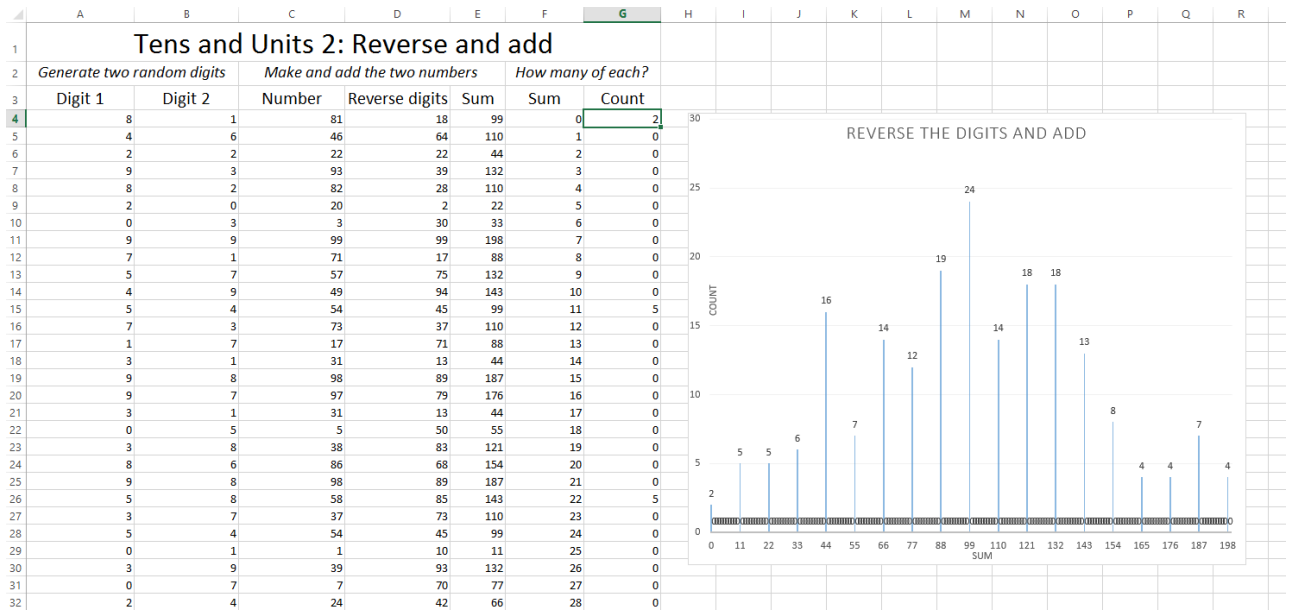 A B C D E F G H I J K L M N O P Q R
1 Tens and Units 2: Reverse and add
2 Generate two random digits Make and add the two numbers How many of each?
3 Digit 1 Digit 2 Number Reverse digits Sum Sum Count
4 8 1 81 18 99 0 2
5 4 6 46 64 110 1 0
6 2 2 22 22 44 2 0
7 9 3 93 39 132 3 0
8 8 2 82 28 110 4 0
9 2 0 20 2 22 5 0
10 0 3 3 30 33 6 0
11 9 9 99 99 198 7 0
12 7 1 71 17 88 8 0
13 5 7 57 75 132 9 0
14 4 9 49 94 143 10 0
15 5 4 54 45 99 11 5
16 7 3 73 37 110 12 0
17 1 7 17 71 88 13 0
18 3 1 31 13 44 14 0
19 9 8 98 89 187 15 0
20 9 7 97 79 176 16 0
21 3 1 31 13 44 17 0
22 0 5 5 50 55 18 0
23 3 8 38 83 121 19 0
24 8 6 86 68 154 20 0
25 9 8 98 89 187 21 0
26 5 8 58 85 143 22 5
27 3 7 37 73 110 23 0
28 5 4 54 45 99 24 0
29 0 1 1 10 11 25 0
30 3 9 39 93 132 26 0
31 0 7 7 70 77 27 0
32 2 4 24 42 66 28 0
REVERSE THE DIGITS AND ADD
30
25
20
15
10
5
0
COUNT
2 5 5 6 16 7 14 12 19 24 14 18 18 13 8 4 4 7 4
0 11 22 33 44 55 66 77 88 99 110 121 132 143 154 165 176 187 198
SUM